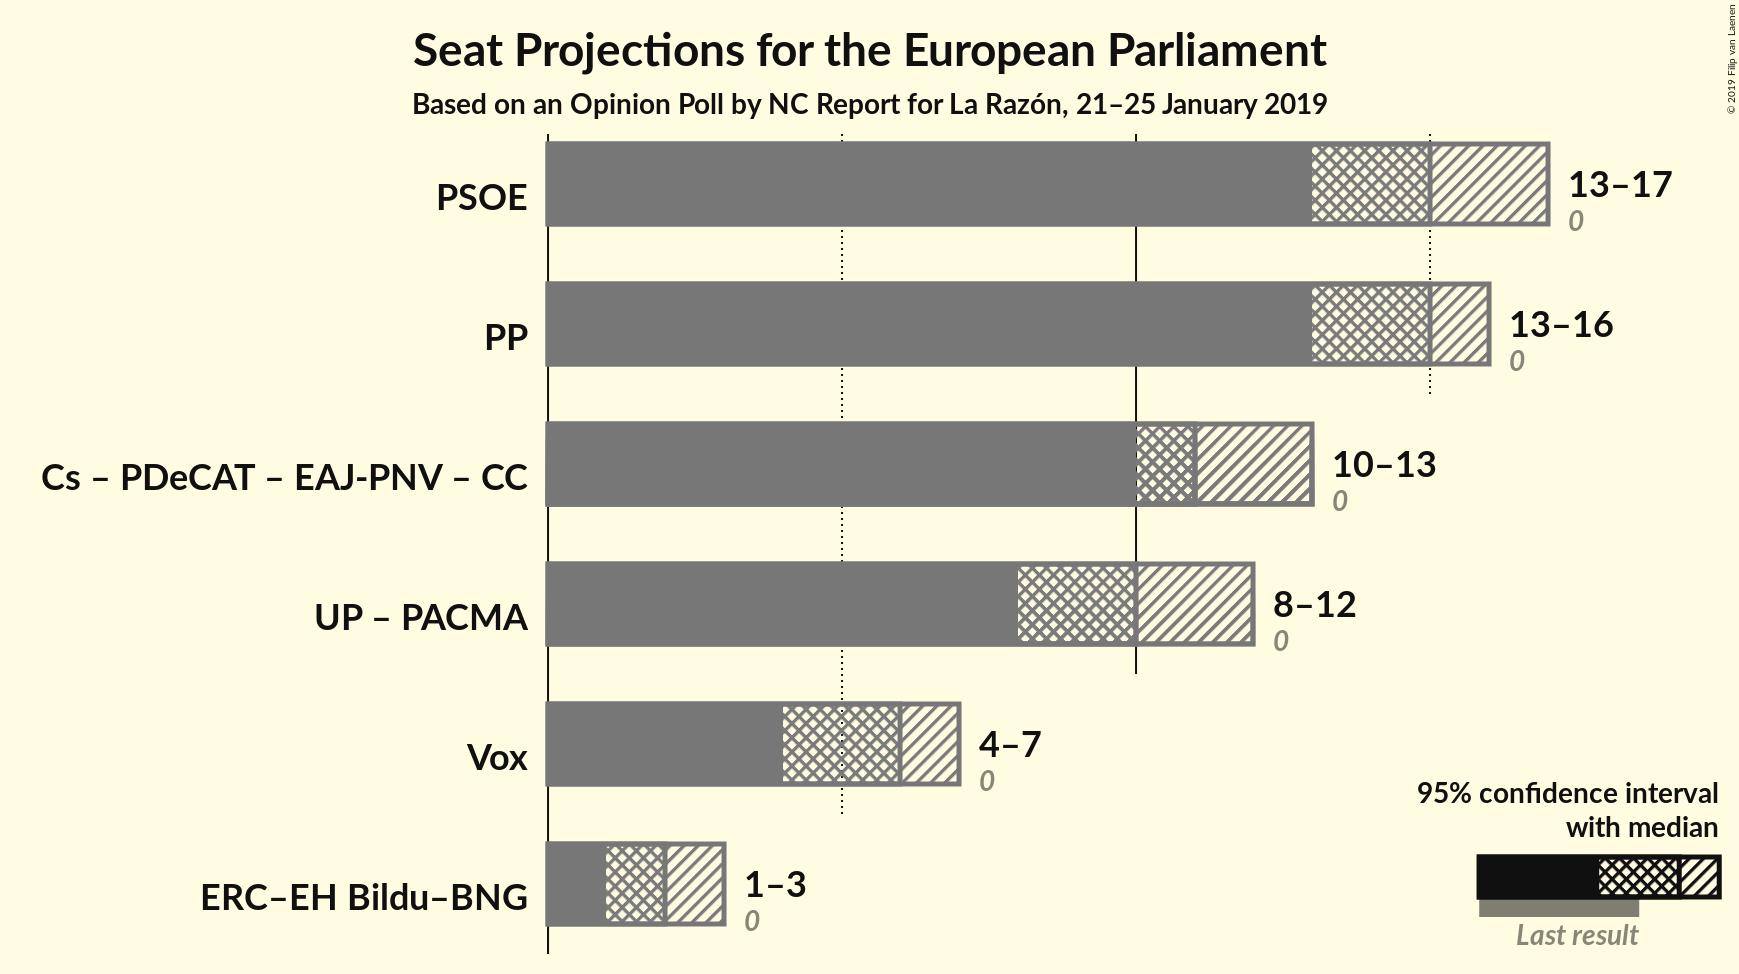 Seat Projections for the European Parliament
Based on an Opinion Poll by NC Report for La Razón, 21–25 January 2019
© 2019 Filip van Laenen
PSOE
13–17
0
PP
13–16
0
Cs – PDeCAT – EAJ-PNV – CC
10–13
0
UP – PACMA
8–12
0
Vox
4–7
0
ERC–EH Bildu–BNG
1–3
0
95% confidence interval
with median
Last result